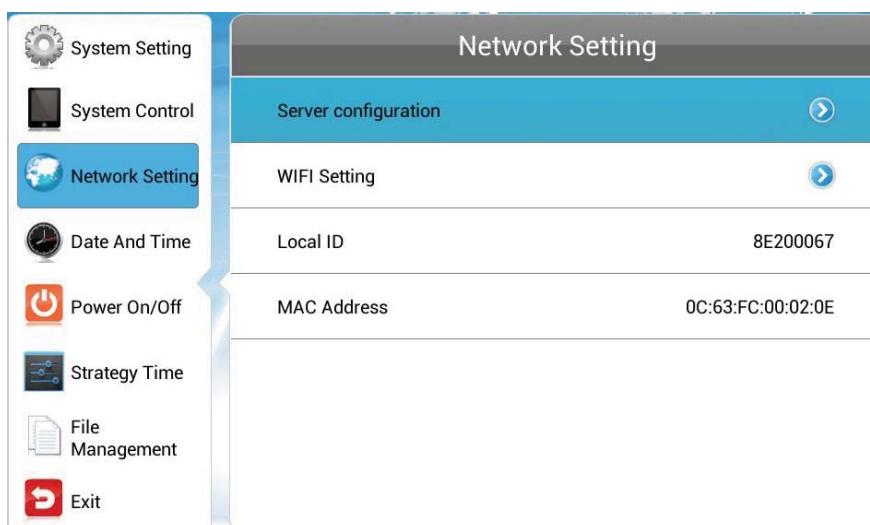 System Setting
System Control
Network Setting
Date And Time
Power On/Off
Strategy Time
File
Management
Exit
Network Setting
Server configuration
WIFI Setting
Local ID 8E200067
MAC Address 0C:63:FC:00:02:0E